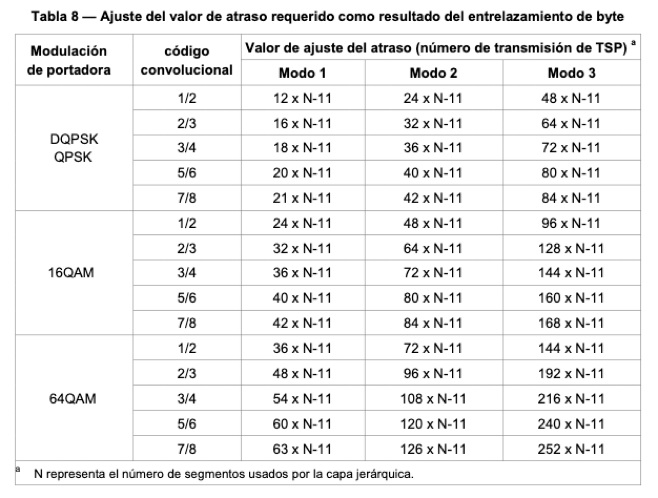 Tabla 8 — Ajuste del valor de atraso requerido como resultado del entrelazamiento de byte
Modulación de portadora código convolucional Valor de ajuste del atraso (número de transmisión de TSP) a
Modo 1 Modo 2 Modo 3
DQPSK
QPSK
1/2 12 x N-11 24 x N-11 48 x N-11
2/3 16 x N-11 32 x N-11 64 x N-11
3/4 18 x N-11 36 x N-11 72 x N-11
5/6 20 x N-11 40 x N-11 80 x N-11
7/8 21 x N-11 42 x N-11 84 x N-11
16QAM
1/2 24 x N-11 48 x N-11 96 x N-11
2/3 32 x N-11 64 x N-11 128 x N-11
3/4 36 x N-11 72 x N-11 144 x N-11
5/6 40 x N-11 80 x N-11 160 x N-11
7/8 42 x N-11 84 x N-11 168 x N-11
64QAM
1/2 36 x N-11 72 x N-11 144 x N-11
2/3 48 x N-11 96 x N-11 192 x N-11
3/4 54 x N-11 108 x N-11 216 x N-11
5/6 60 x N-11 120 x N-11 240 x N-11
7/8 63 x N-11 126 x N-11 252 x N-11
a N representa el número de segmentos usados por la capa jerárquica.